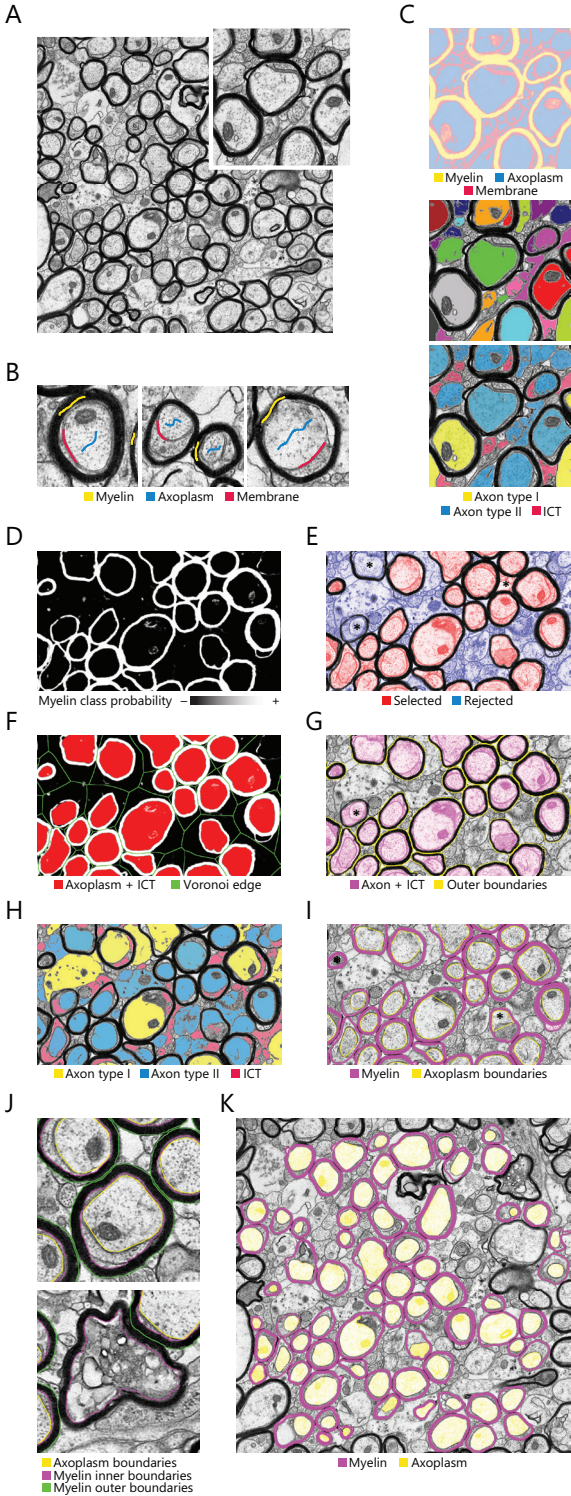 A
C
Myelin Axoplasm
Membrane
B
Myelin Axoplasm Membrane
Axon type I
Axon type II ICT
D
E
*
*
*
Myelin class probability – +
Selected Rejected
F
G
*
Axoplasm + ICT Voronoi edge
Axon + ICT Outer boundaries
H
I
*
*
Axon type I Axon type II ICT
Myelin Axoplasm boundaries
J
K
Axoplasm boundaries
Myelin inner boundaries
Myelin outer boundaries
Myelin Axoplasm